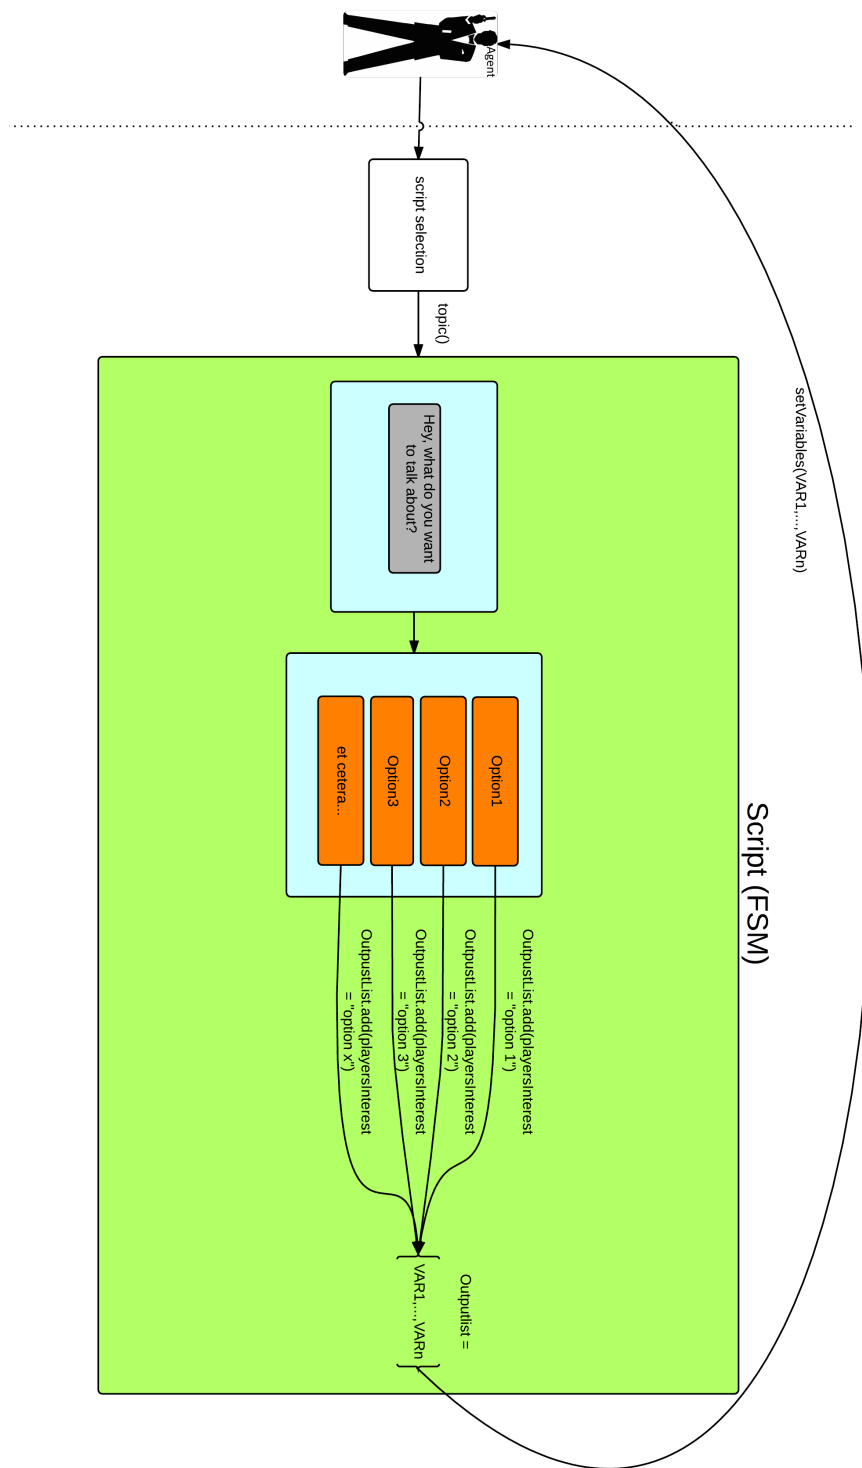 Agent
script selection
topic()
setVariables(VAR1,...,VARn)
Script (FSM)
Hey, what do you want
to talk about?
Option1
Option2
Option3
et cetera...
OutpustList.add(playersInterest
= "option 1")
OutpustList.add(playersInterest
= "option 2")
OutpustList.add(playersInterest
= "option 3")
OutpustList.add(playersInterest
= "option x")
Outputlist =
VAR1,...,VARn